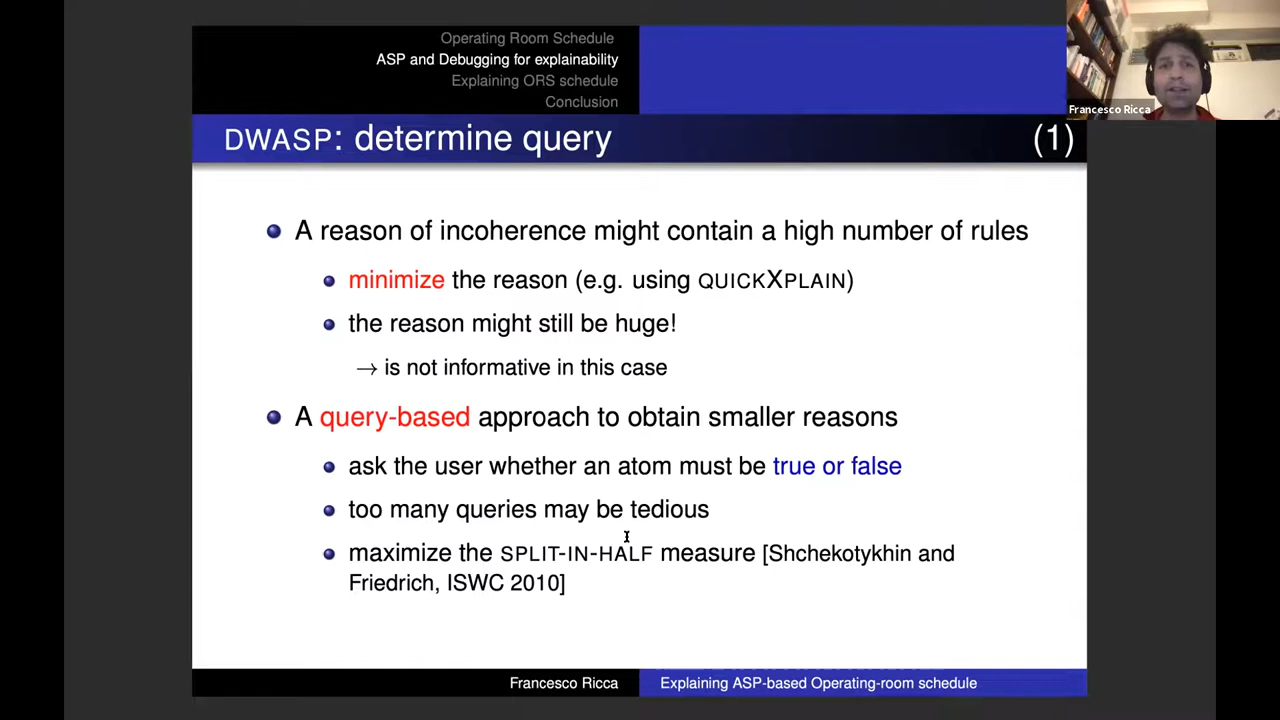 Operating Room Schedule
ASP and Debugging for explainability
Explaining ORS schedule
Conclusion
Francesco Ricca
DWASP: determine query (1)
A reason of incoherence might contain a high number of rules
minimize the reason (e.g. using QUICKXPLAIN)
the reason might still be huge!
→ is not informative in this case
A query-based approach to obtain smaller reasons
ask the user whether an atom must be true or false
too many queries may be tedious
maximize the SPLIT-IN-HALF measure [Shchekotykhin and
Friedrich, ISWC 2010]
Francesco Ricca Explaining ASP-based Operating-room schedule